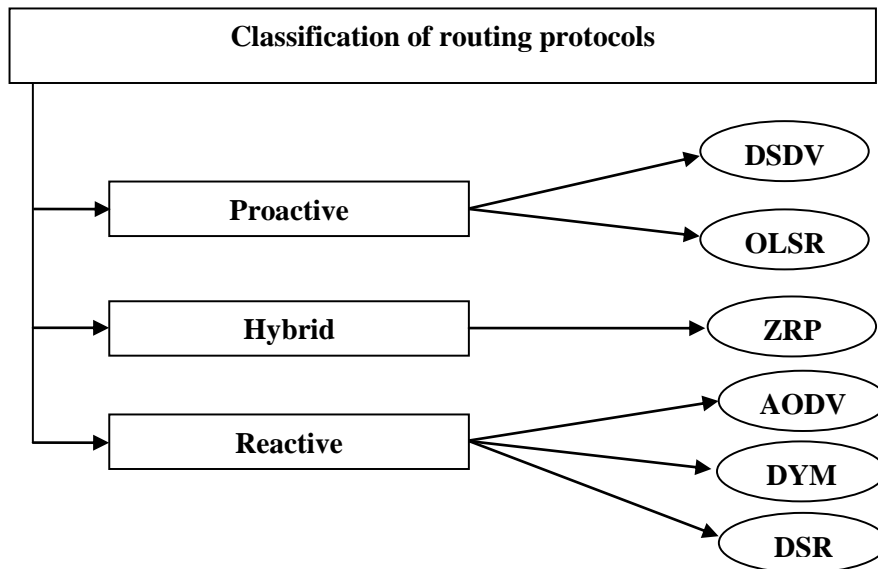 Classification of routing protocols
DSDV
Proactive
OLSR
Hybrid
ZRP
AODV
Reactive
DYM
DSR